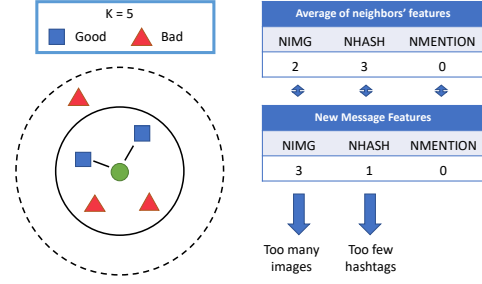 K = 5
Good Bad
Average of neighbors' features
NIMG NHASH NMENTION
2 3 0
New Message Features
NIMG NHASH NMENTION
3 1 0
Too many Too few
images hashtags